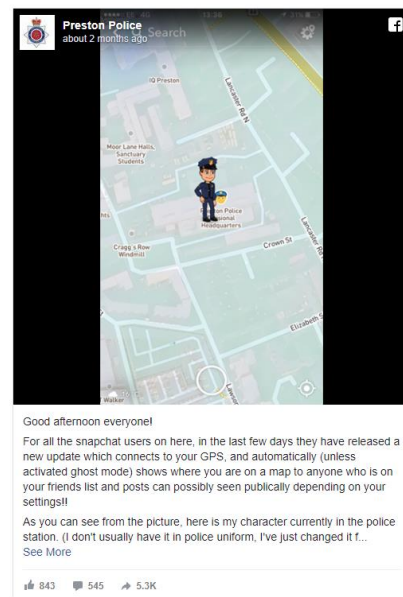 Preston Police
about 2 months ago
Search
IQ Preston
Lancaster Rd N
Moor Lane Halls,
Sanctuary
Students
Police
Headquarters
Cragg's Row
Windmill
Crown St
Lancaster Rd
Elizabeth S
Walker
Lawson
Good afternoon everyone!
For all the snapchat users on here, in the last few days they have released a
new update which connects to your GPS, and automatically (unless
activated ghost mode) shows where you are on a map to anyone who is on
your friends list and posts can possibly seen publically depending on your
settings!!
As you can see from the picture, here is my character currently in the police
station. (I don't usually have it in police uniform, I've just changed it f...
See More
843 545 5.3K